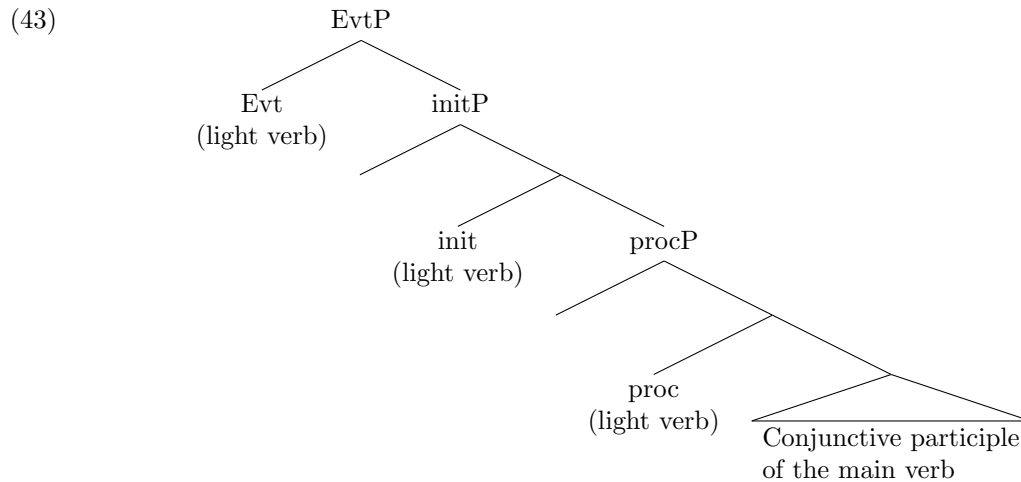 (43)
EvtP
Evt
(light verb)
initP
init
(light verb)
procP
proc
(light verb)
Conjunctive participle
of the main verb